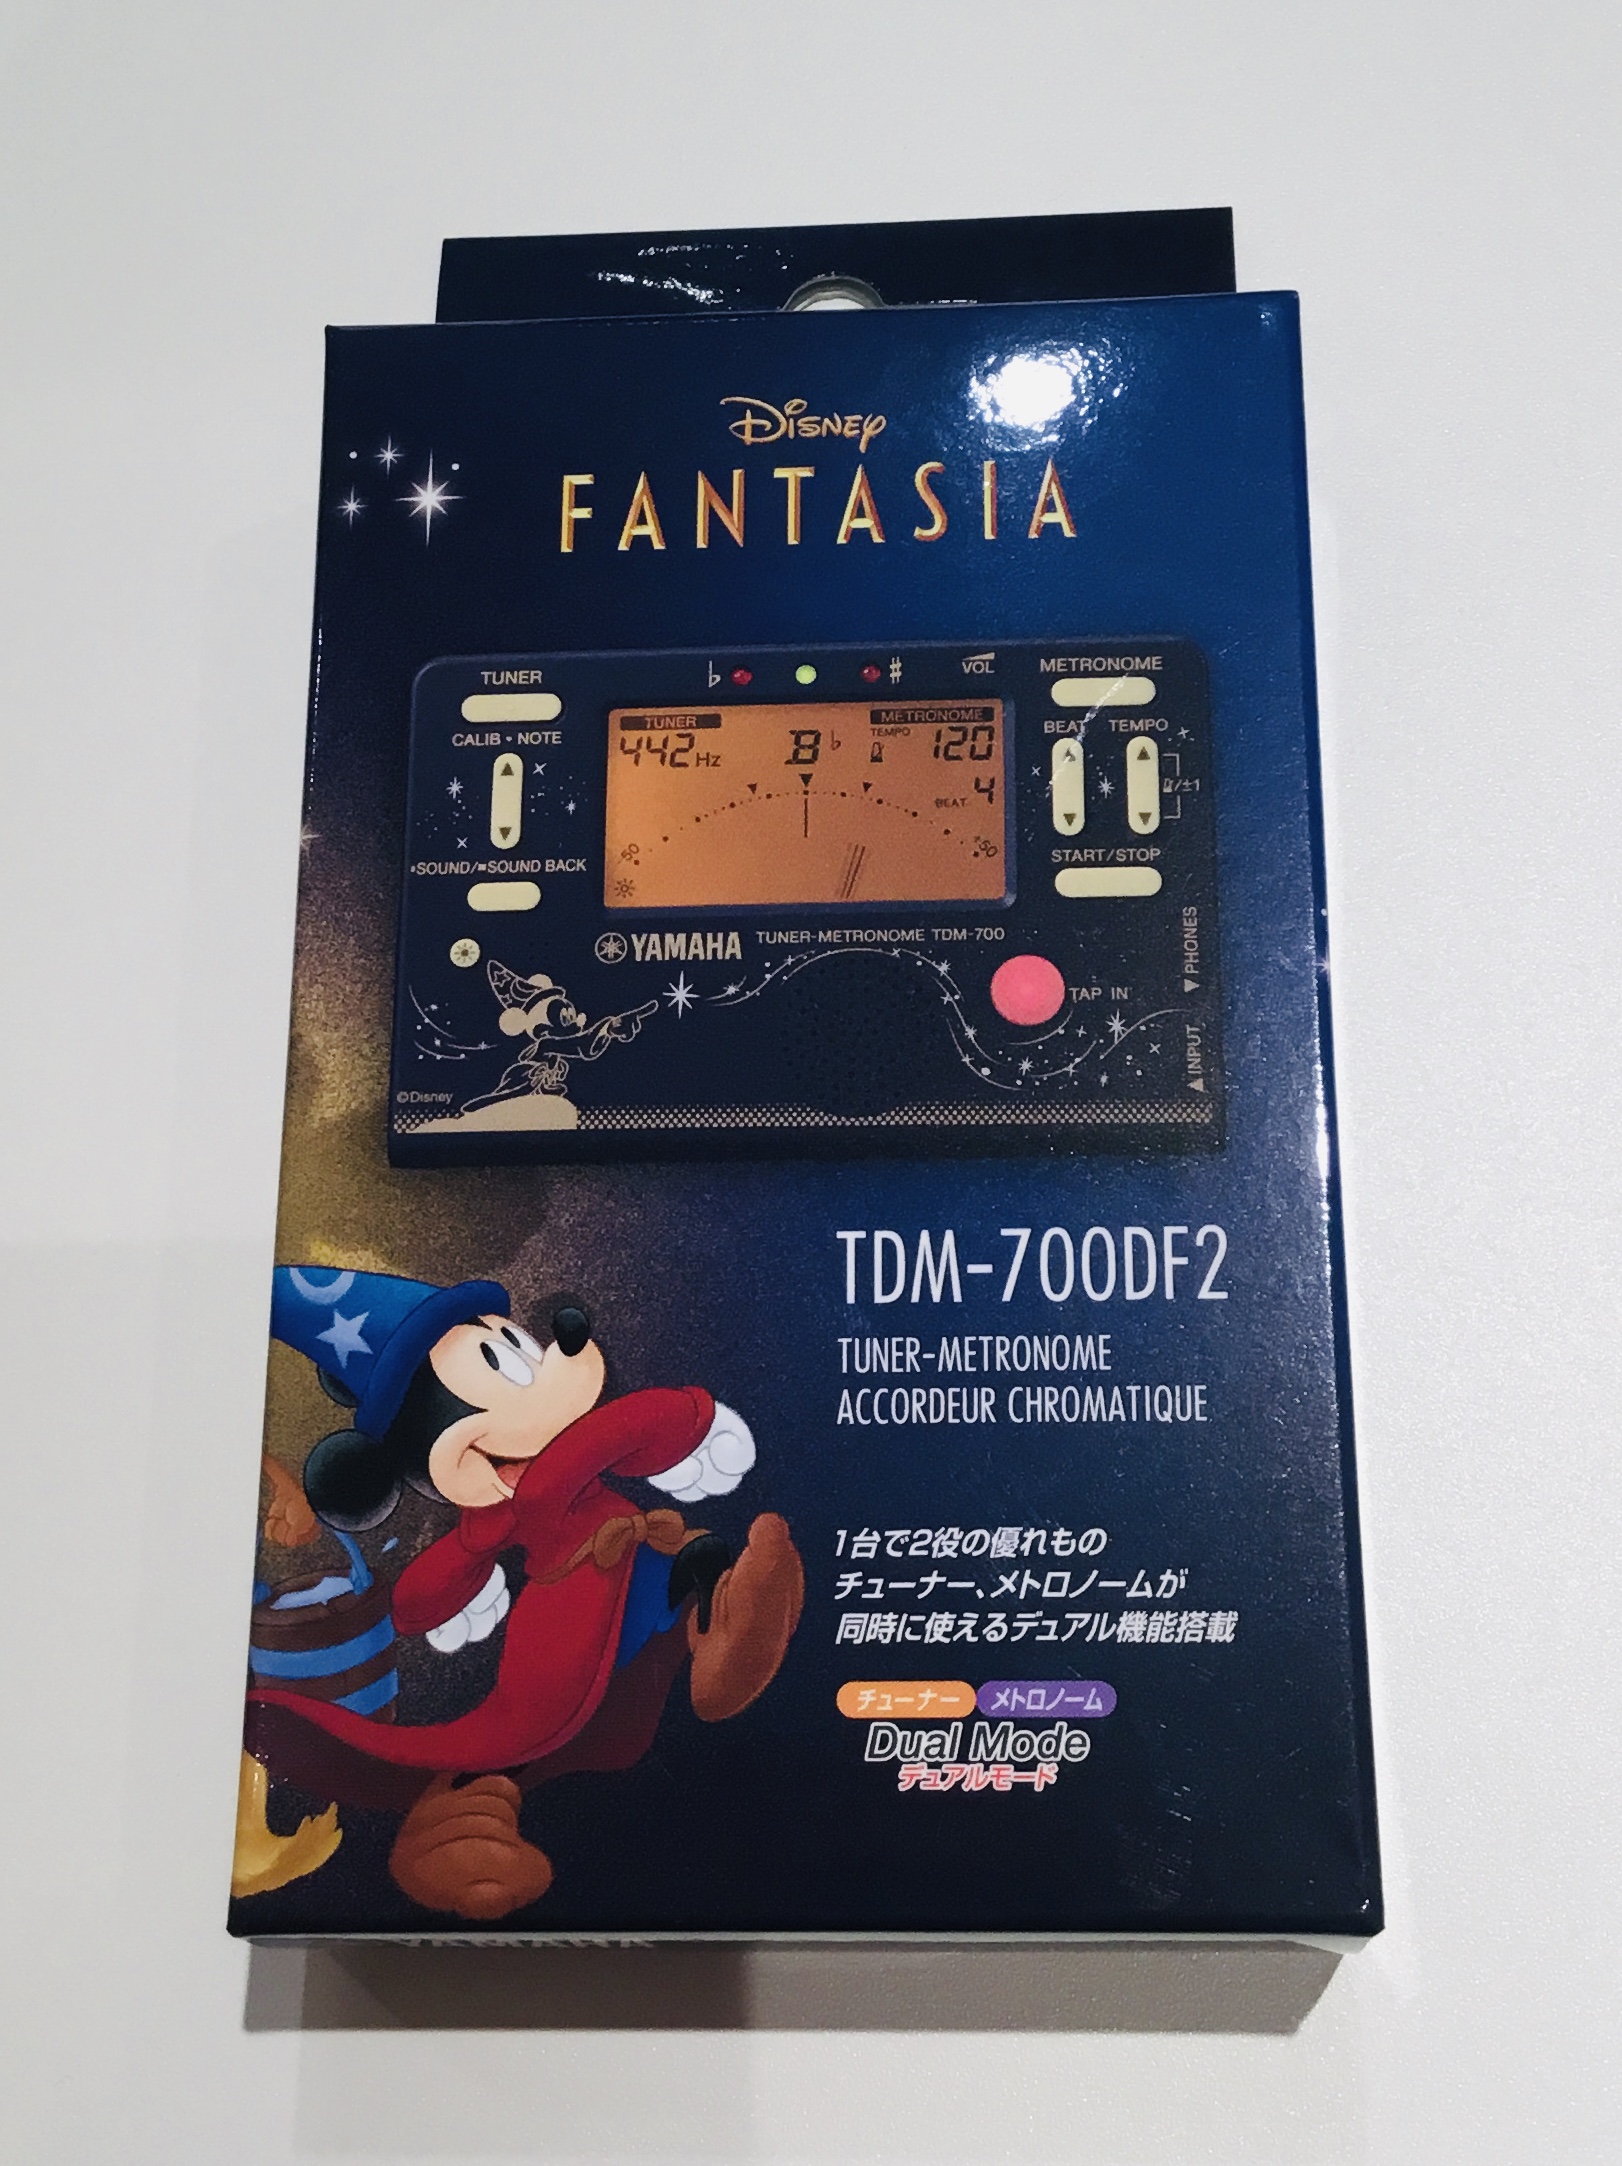 Disney
FANTASIA
TUNER
♭
♯
VOL
METRONOME
CALIB • NOTE
BEAT TEMPO
TUNER
METRONOME
442Hz
B♭
TEMPO
120
BEAT 4
-50
+50
/±1
•SOUND/■SOUND BACK
START/STOP
YAMAHA TUNER-METRONOME TDM-700
TAP IN
▼PHONES
▲INPUT
©Disney
TDM-700DF2
TUNER-METRONOME
ACCORDEUR CHROMATIQUE
1台で2役の優れもの
チューナー、メトロノームが
同時に使えるデュアル機能搭載
チューナー メトロノーム
Dual Mode
デュアルモード